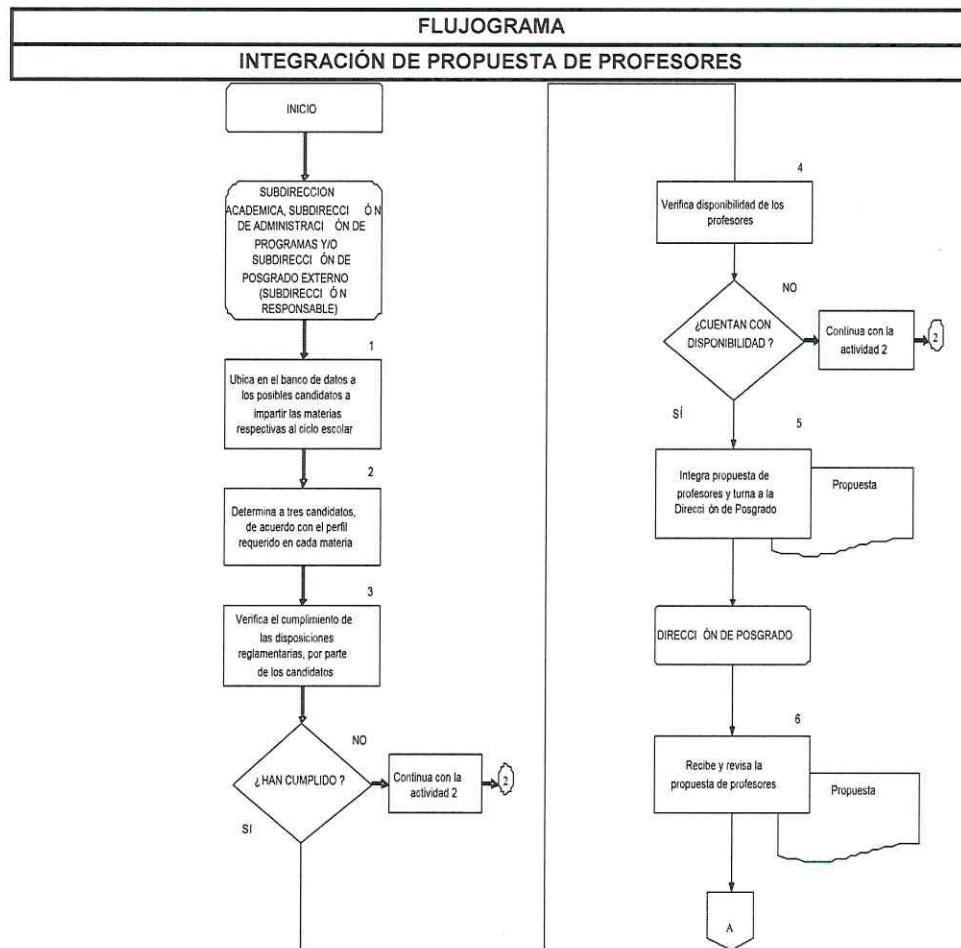 FLUJOGRAMA
INTEGRACIÓN DE PROPUESTA DE PROFESORES
INICIO
SUBDIRECCION
ACADEMICA, SUBDIRECCI ÓN
DE ADMINISTRACI ÓN DE
PROGRAMAS Y/O
SUBDIRECCI ÓN DE
POSGRADO EXTERNO
(SUBDIRECCI ÓN
RESPONSABLE)
1
Ubica en el banco de datos a
los posibles candidatos a
impartir las materias
respectivas al ciclo escolar
2
Determina a tres candidatos,
de acuerdo con el perfil
requerido en cada materia
3
Verifica el cumplimiento de
las disposiciones
reglamentarias, por parte
de los candidatos
¿HAN CUMPLIDO ?
NO
Continua con la
actividad 2
2
SI
4
Verifica disponibilidad de los
profesores
¿CUENTAN CON
DISPONIBILIDAD ?
NO
Continua con la
actividad 2
2
SÍ
5
Integra propuesta de
profesores y turna a la
Direcci ón de Posgrado
Propuesta
DIRECCI ÓN DE POSGRADO
6
Recibe y revisa la
propuesta de profesores
Propuesta
A